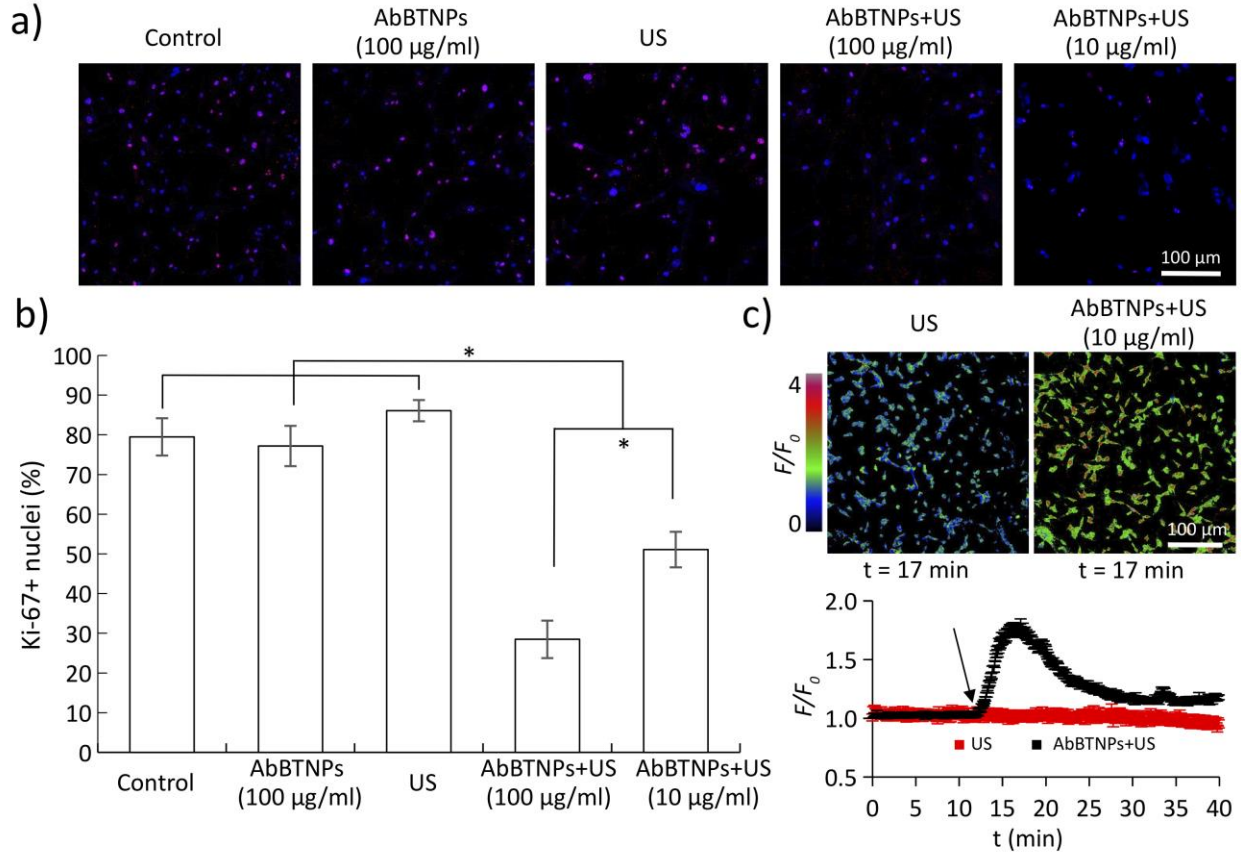 a)
Control
AbBTNPs
(100 µg/ml)
US
AbBTNPs+US
(100 µg/ml)
AbBTNPs+US
(10 µg/ml)
100 µm
b)
Ki-67+ nuclei (%)
100
90
80
70
60
50
40
30
20
10
0
*
*
Control
AbBTNPs
(100 µg/ml)
US
AbBTNPs+US
(100 µg/ml)
AbBTNPs+US
(10 µg/ml)
c)
US
AbBTNPs+US
(10 µg/ml)
4
F/F0
0
100 µm
t = 17 min
t = 17 min
2.0
1.5
1.0
0.5
F/F0
US
AbBTNPs+US
0 5 10 15 20 25 30 35 40
t (min)